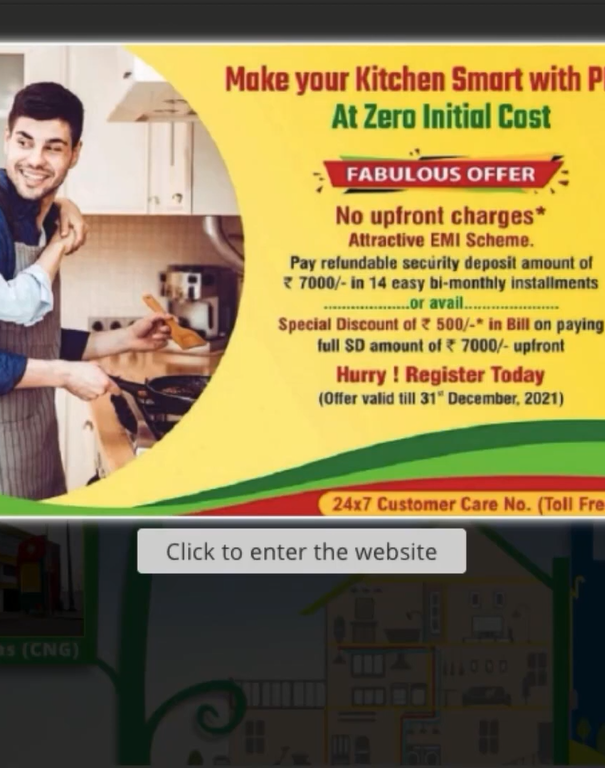 Make your Kitchen Smart with
At Zero Initial Cost
FABULOUS OFFER
No upfront charges*
Attractive EMI Scheme.
Pay refundable security deposit amount of
₹ 7000/- in 14 easy bi-monthly installments
...................or avail.....................
Special Discount of ₹ 500/-* in Bill on paying
full SD amount of ₹ 7000/- upfront
Hurry ! Register Today
(Offer valid till 31st December, 2021)
24x7 Customer Care No. (Toll
Click to enter the website
(CNG)